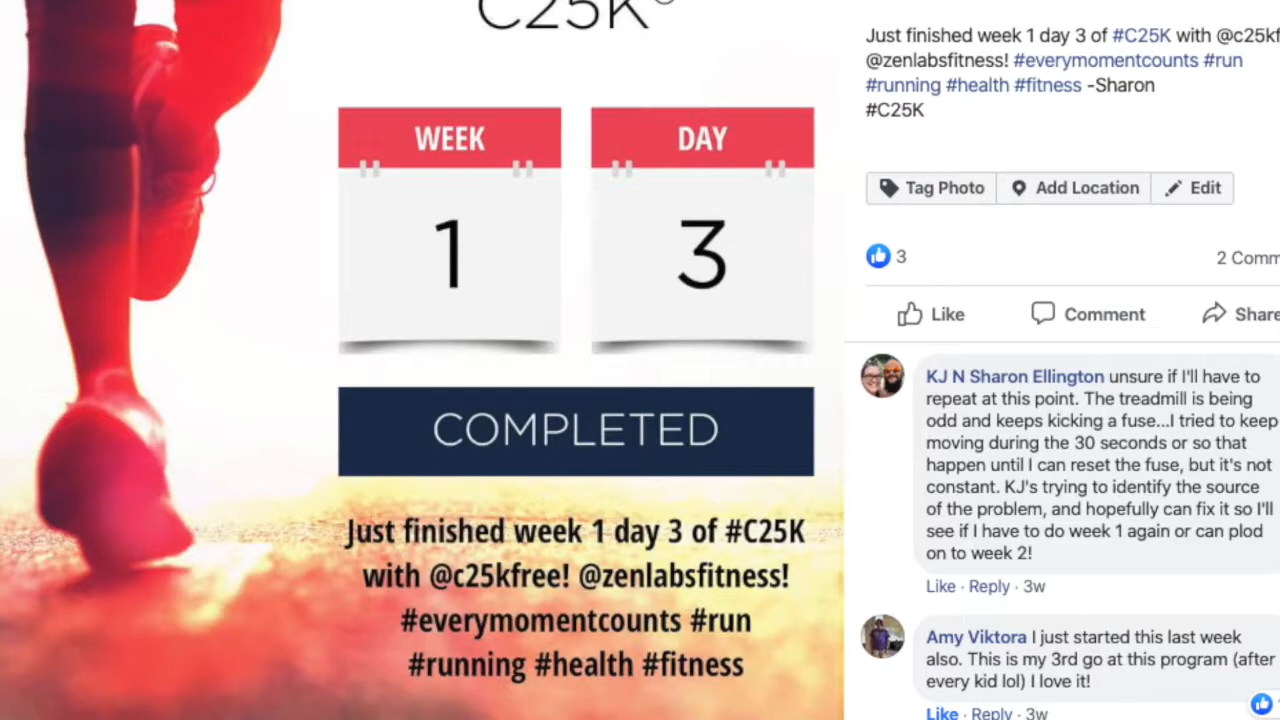 C25K®
WEEK
DAY
1
3
COMPLETED
Just finished week 1 day 3 of #C25K
with @c25kfree! @zenlabsfitness!
#everymomentcounts #run
#running #health #fitness
Just finished week 1 day 3 of #C25K with @c25kf
@zenlabsfitness! #everymomentcounts #run
#running #health #fitness -Sharon
#C25K
Tag Photo Add Location Edit
3
2 Comm
Like Comment Share
KJ N Sharon Ellington unsure if I'll have to
repeat at this point. The treadmill is being
odd and keeps kicking a fuse...I tried to keep
moving during the 30 seconds or so that
happen until I can reset the fuse, but it's not
constant. KJ's trying to identify the source
of the problem, and hopefully can fix it so I'll
see if I have to do week 1 again or can plod
on to week 2!
Like · Reply · 3w
Amy Viktora I just started this last week
also. This is my 3rd go at this program (after
every kid lol) I love it!
Like · Reply · 3w